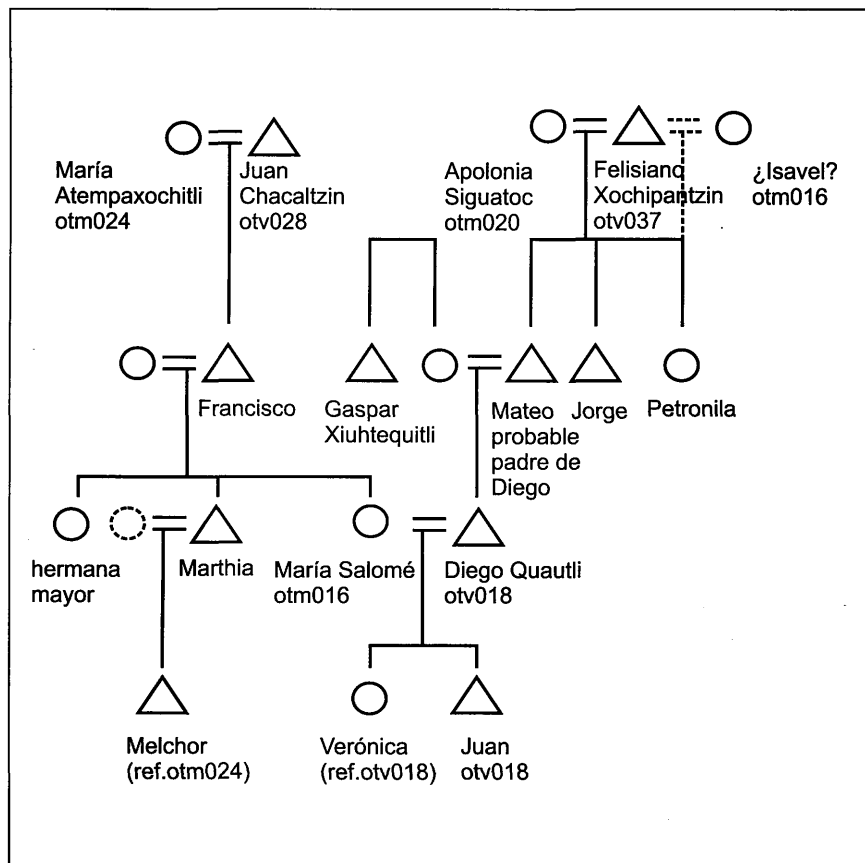 María
Atempaxochitli
otm024
Juan
Chacaltzin
otv028
Apolonia
Siguatoc
otm020
Felisiano
Xochipantzin
otv037
¿Isavel?
otm016
Francisco
Gaspar
Xiuhtequitli
Mateo
probable
padre de
Diego
Jorge
Petronila
hermana
mayor
Marthia
María Salomé
otm016
Diego Quautli
otv018
Melchor
(ref.otm024)
Verónica
(ref.otv018)
Juan
otv018